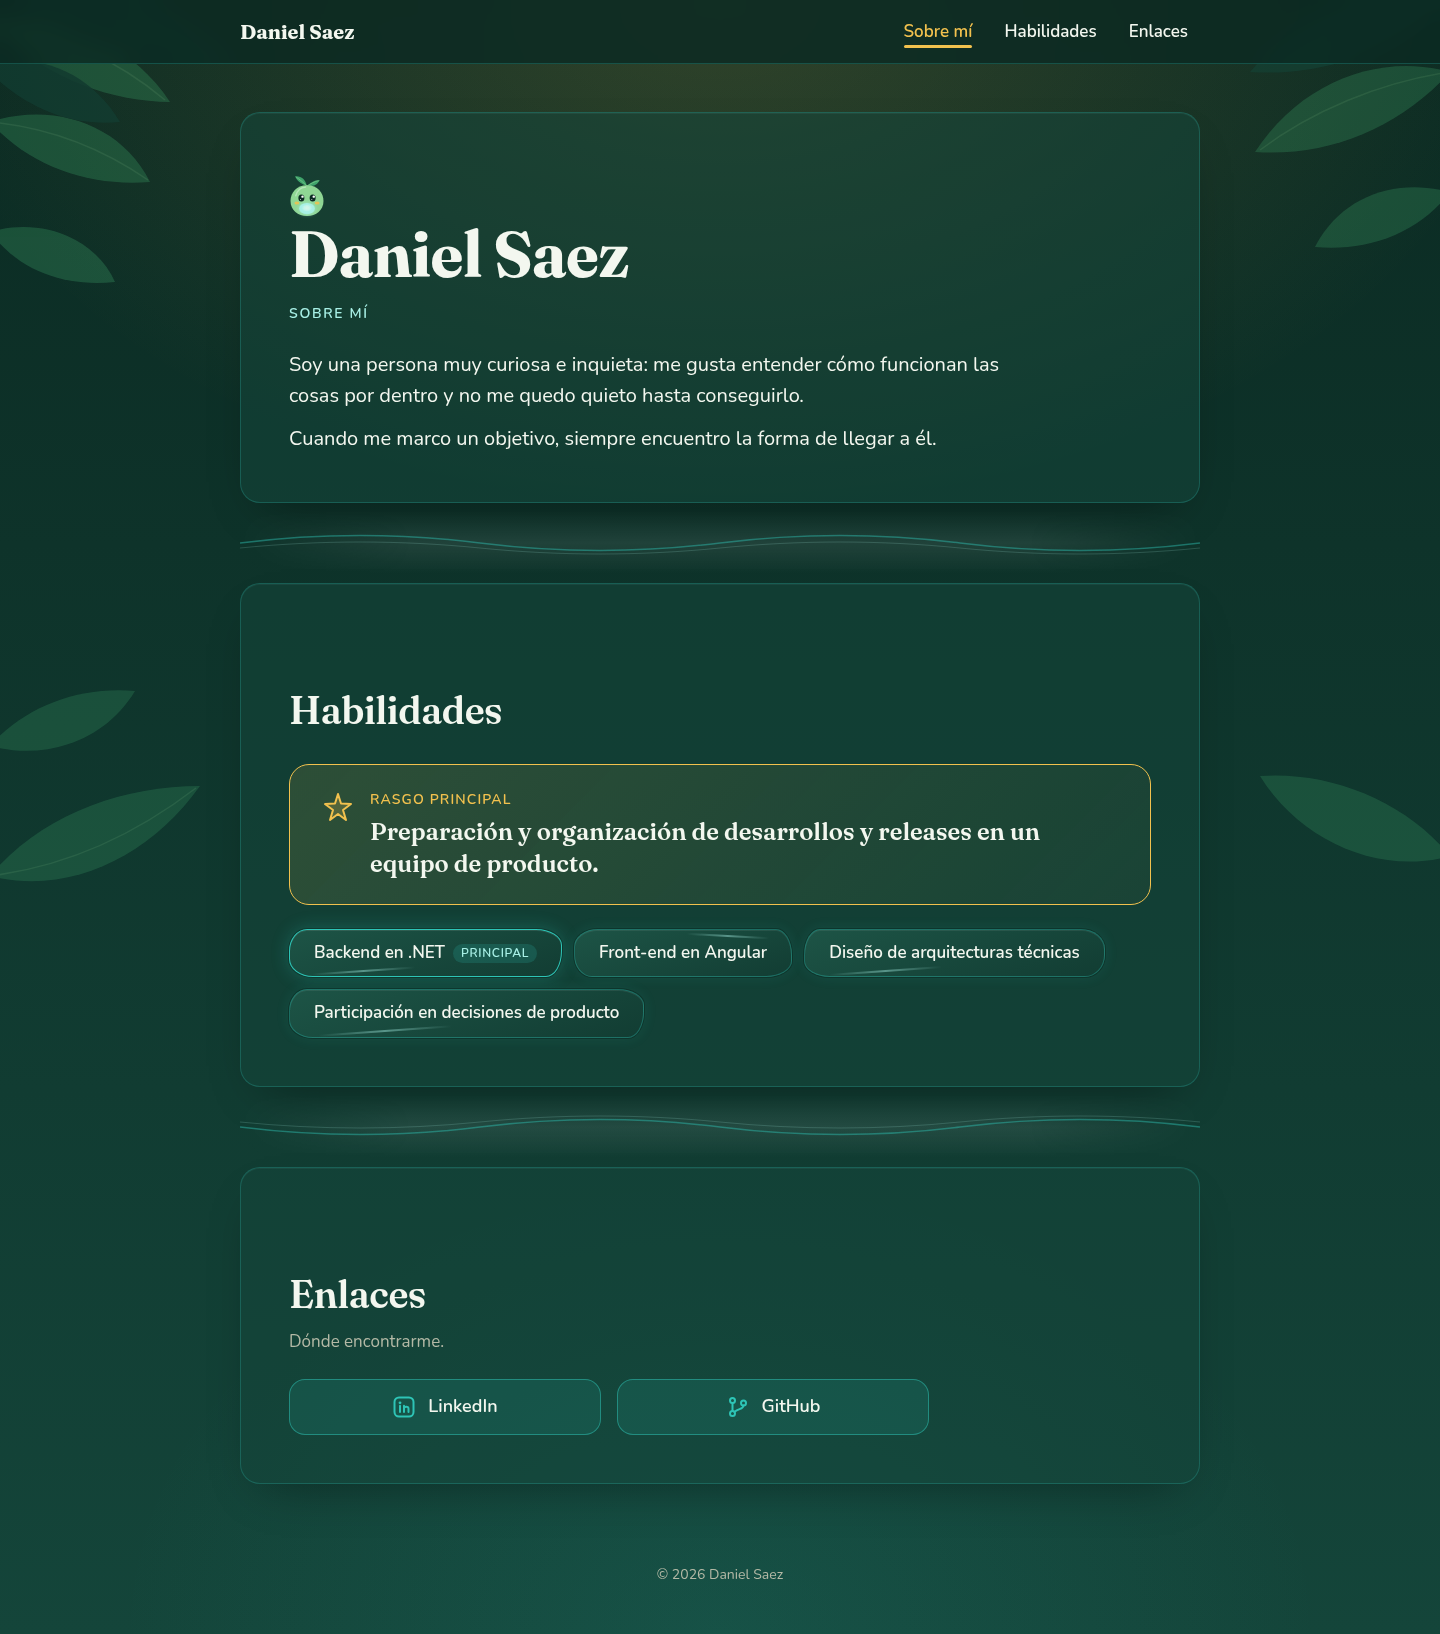 Daniel Saez
Sobre mí
Habilidades
Enlaces
Daniel Saez
SOBRE MÍ
Soy una persona muy curiosa e inquieta: me gusta entender cómo funcionan las
cosas por dentro y no me quedo quieto hasta conseguirlo.
Cuando me marco un objetivo, siempre encuentro la forma de llegar a él.
Habilidades
RASGO PRINCIPAL
Preparación y organización de desarrollos y releases en un
equipo de producto.
Backend en .NET PRINCIPAL
Front-end en Angular
Diseño de arquitecturas técnicas
Participación en decisiones de producto
Enlaces
Dónde encontrarme.
LinkedIn
GitHub
© 2026 Daniel Saez